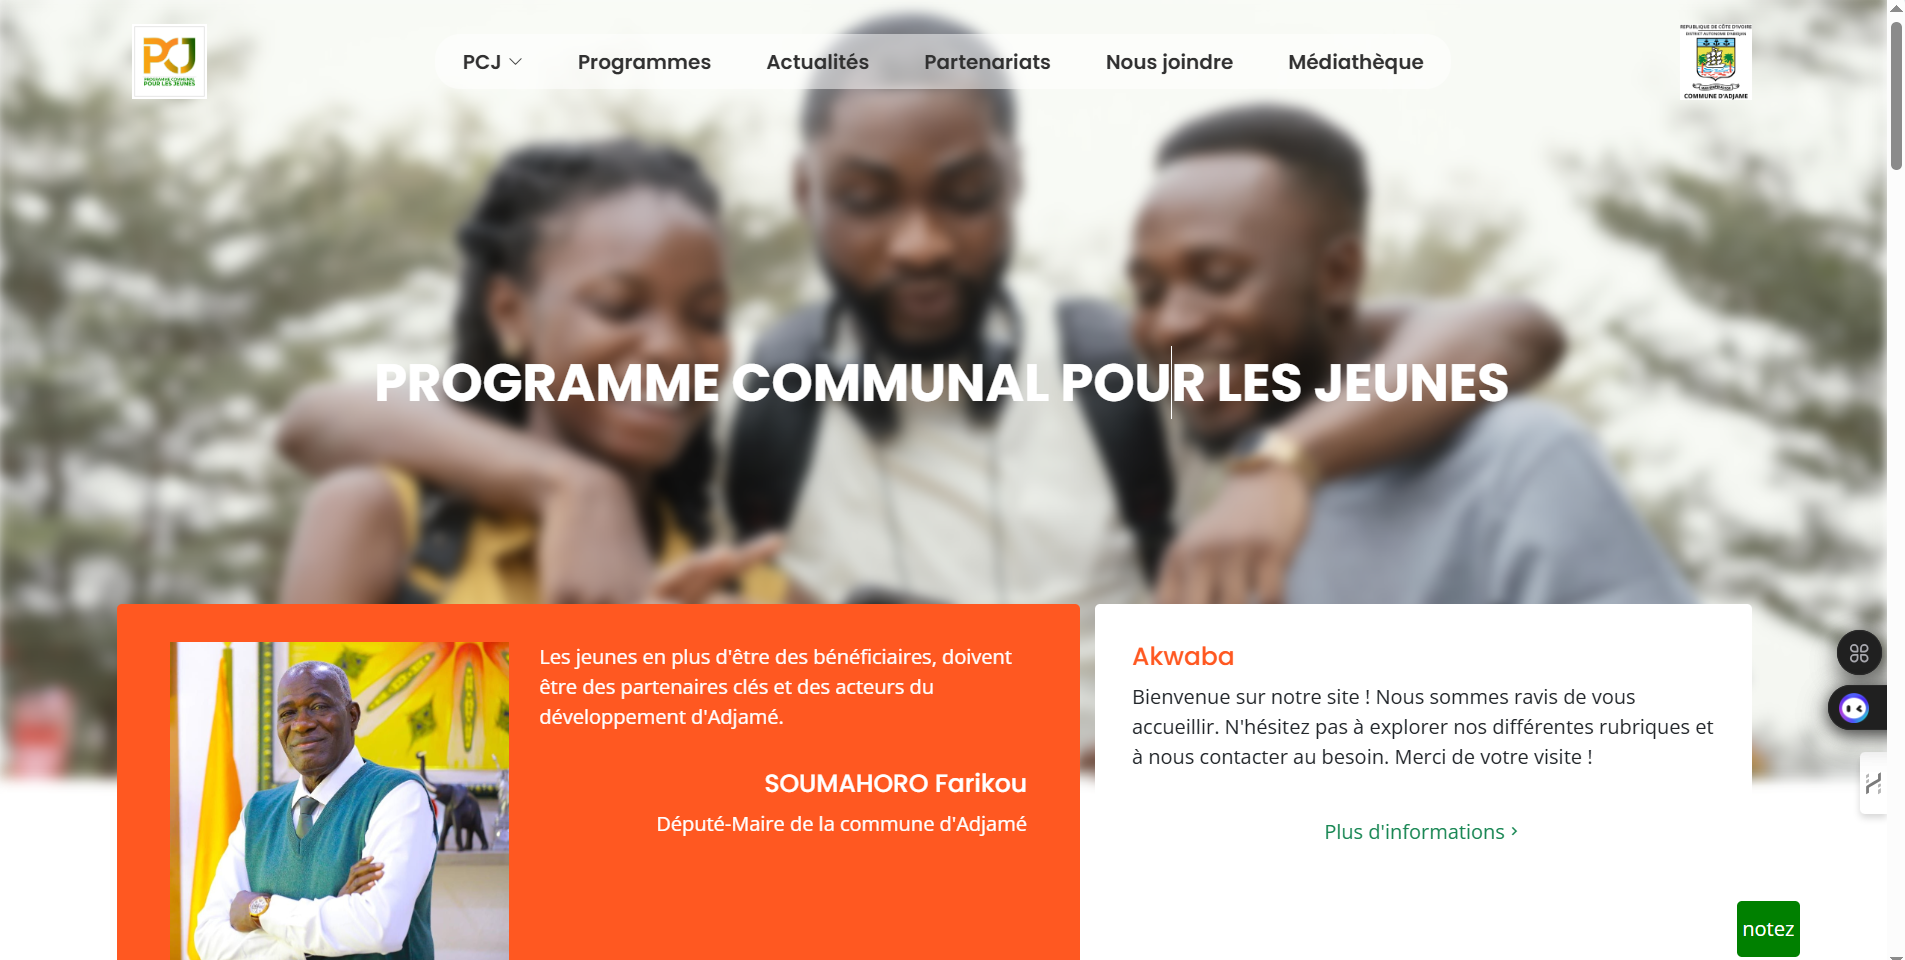 PCJ
PROGRAMME COMMUNAL
POUR LES JEUNES
PCJ
Programmes
Actualités
Partenariats
Nous joindre
Médiathèque
REPUBLIQUE DE CÔTE D'IVOIRE
DISTRICT AUTONOME D'ABIDJAN
COMMUNE D'ADJAME
PROGRAMME COMMUNAL POUR LES JEUNES
Les jeunes en plus d'être des bénéficiaires, doivent
être des partenaires clés et des acteurs du
développement d'Adjamé.
SOUMAHORO Farikou
Député-Maire de la commune d'Adjamé
Akwaba
Bienvenue sur notre site ! Nous sommes ravis de vous
accueillir. N'hésitez pas à explorer nos différentes rubriques et
à nous contacter au besoin. Merci de votre visite !
Plus d'informations ›
notez